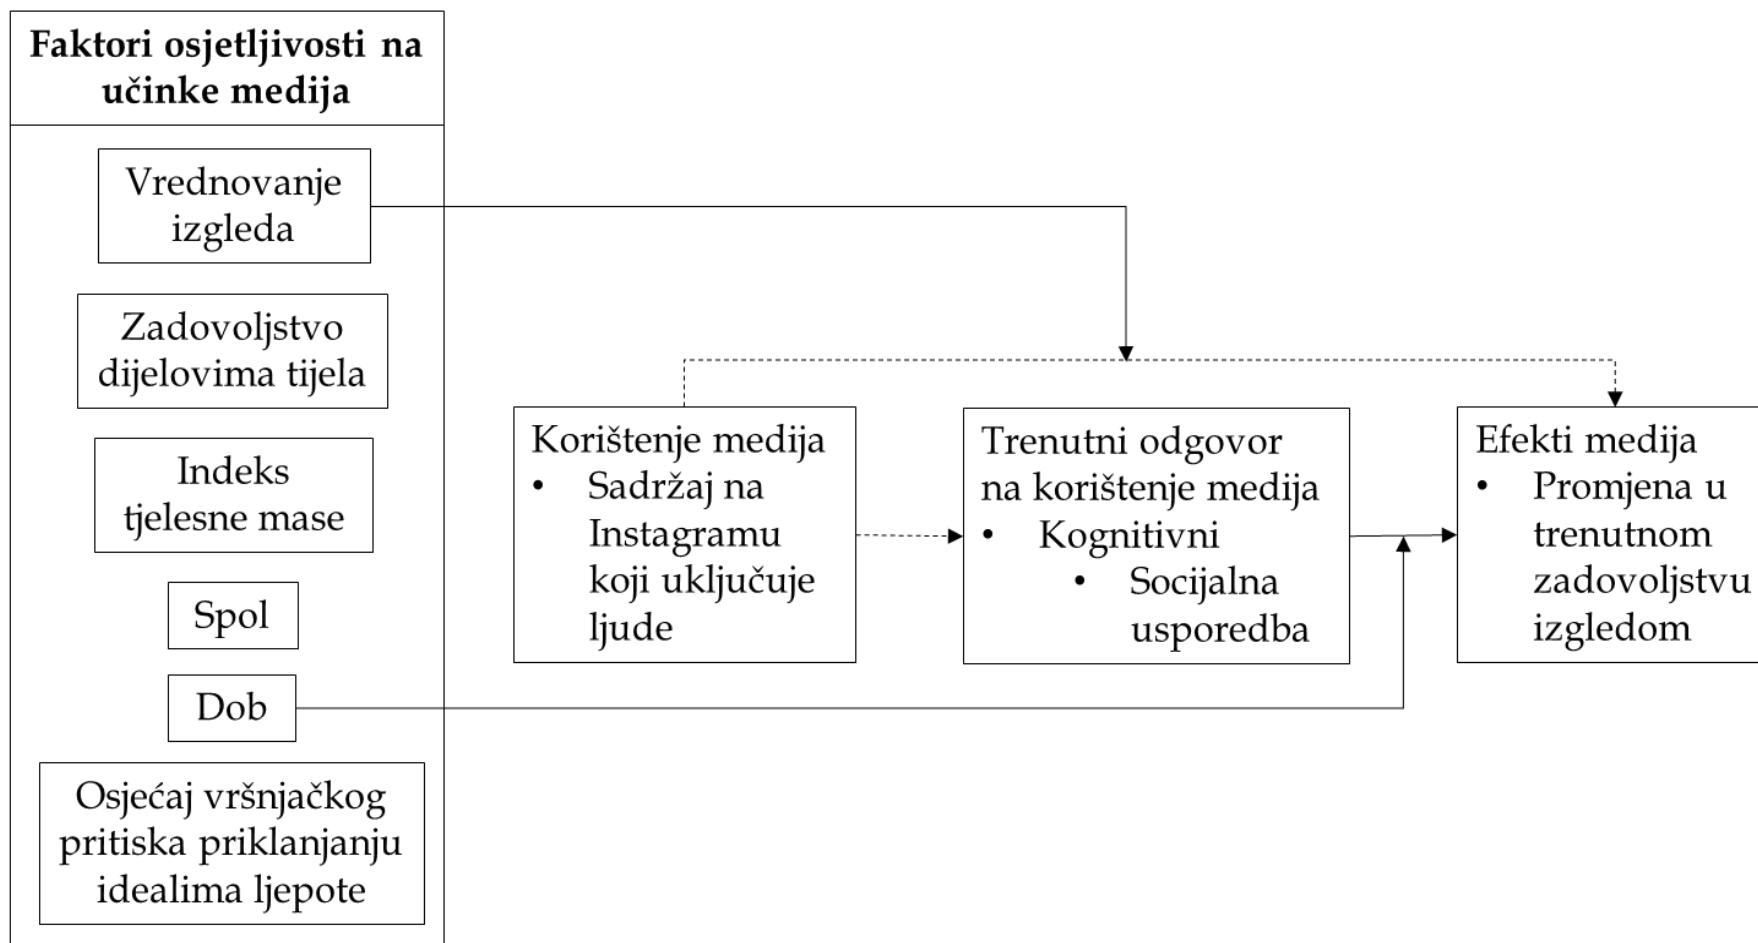 Faktori osjetljivosti na
učinke medija
Vrednovanje
izgleda
Zadovoljstvo
dijelovima tijela
Indeks
tjelesne mase
Spol
Dob
Osjećaj vršnjačkog
pritiska priklanjanju
idealima ljepote
Korištenje medija
• Sadržaj na
Instagramu
koji uključuje
ljude
Trenutni odgovor
na korištenje medija
• Kognitivni
• Socijalna
usporedba
Efekti medija
• Promjena u
trenutnom
zadovoljstvu
izgledom